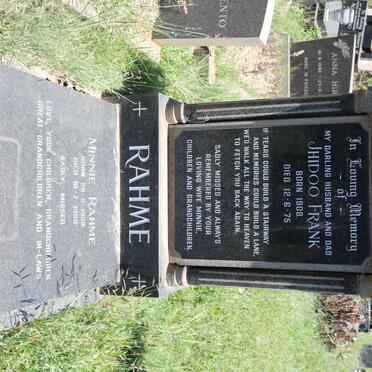 In Loving Memory
of
MY DARLING HUSBAND AND DAD
JHDOO FRANK
BORN 1908.
DIED 12.6.75
IF TEARS COULD BUILD A STAIRWAY
AND MEMORIES COULD BUILD A LANE,
WE'D WALK ALL THE WAY TO HEAVEN
TO FETCH YOU BACK AGAIN.
SADLY MISSED AND ALWAYS
REMEMBERED BY YOUR
LOVING WIFE MINNIE,
CHILDREN AND GRANDCHILDREN.
RAHME
MINNIE RAHME
SADLY MISSED
LOVE, YOUR CHILDREN, GRANDCHILDREN,
GREAT GRANDCHILDREN AND IN-LAWS
ENTO
ANNA